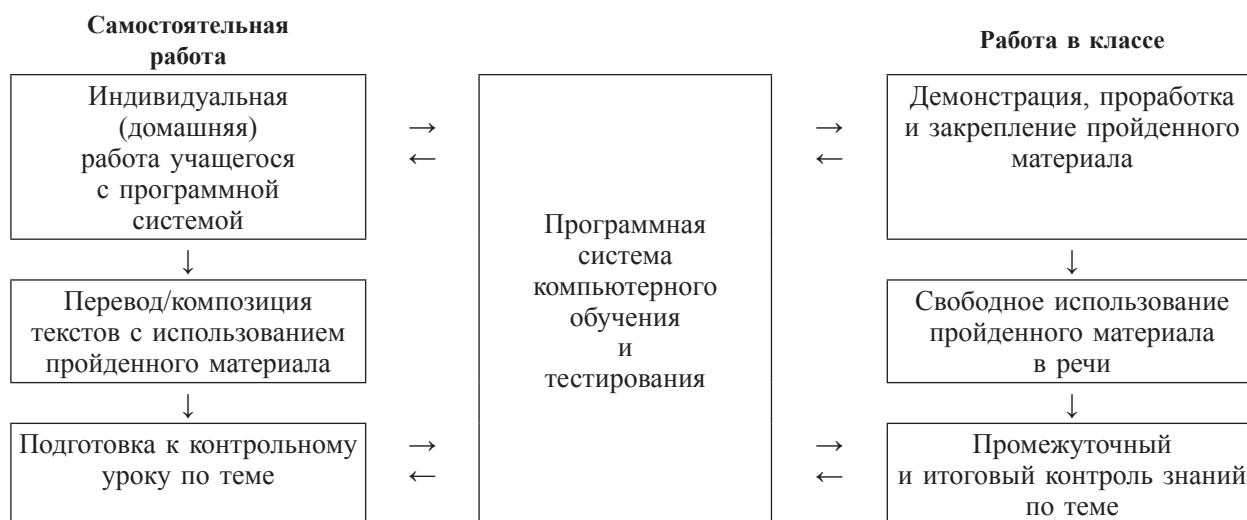 Самостоятельная
работа
Работа в классе
Индивидуальная
(домашняя)
работа учащегося
с программной
системой
→
←
→
←
Демонстрация, проработка
и закрепление пройденного
материала
↓
↓
Перевод/композиция
текстов с использованием
пройденного материала
Программная
система
компьютерного
обучения
и
тестирования
Свободное использование
пройденного материала
в речи
↓
↓
Подготовка к контрольному
уроку по теме
→
←
→
←
Промежуточный
и итоговый контроль знаний
по теме